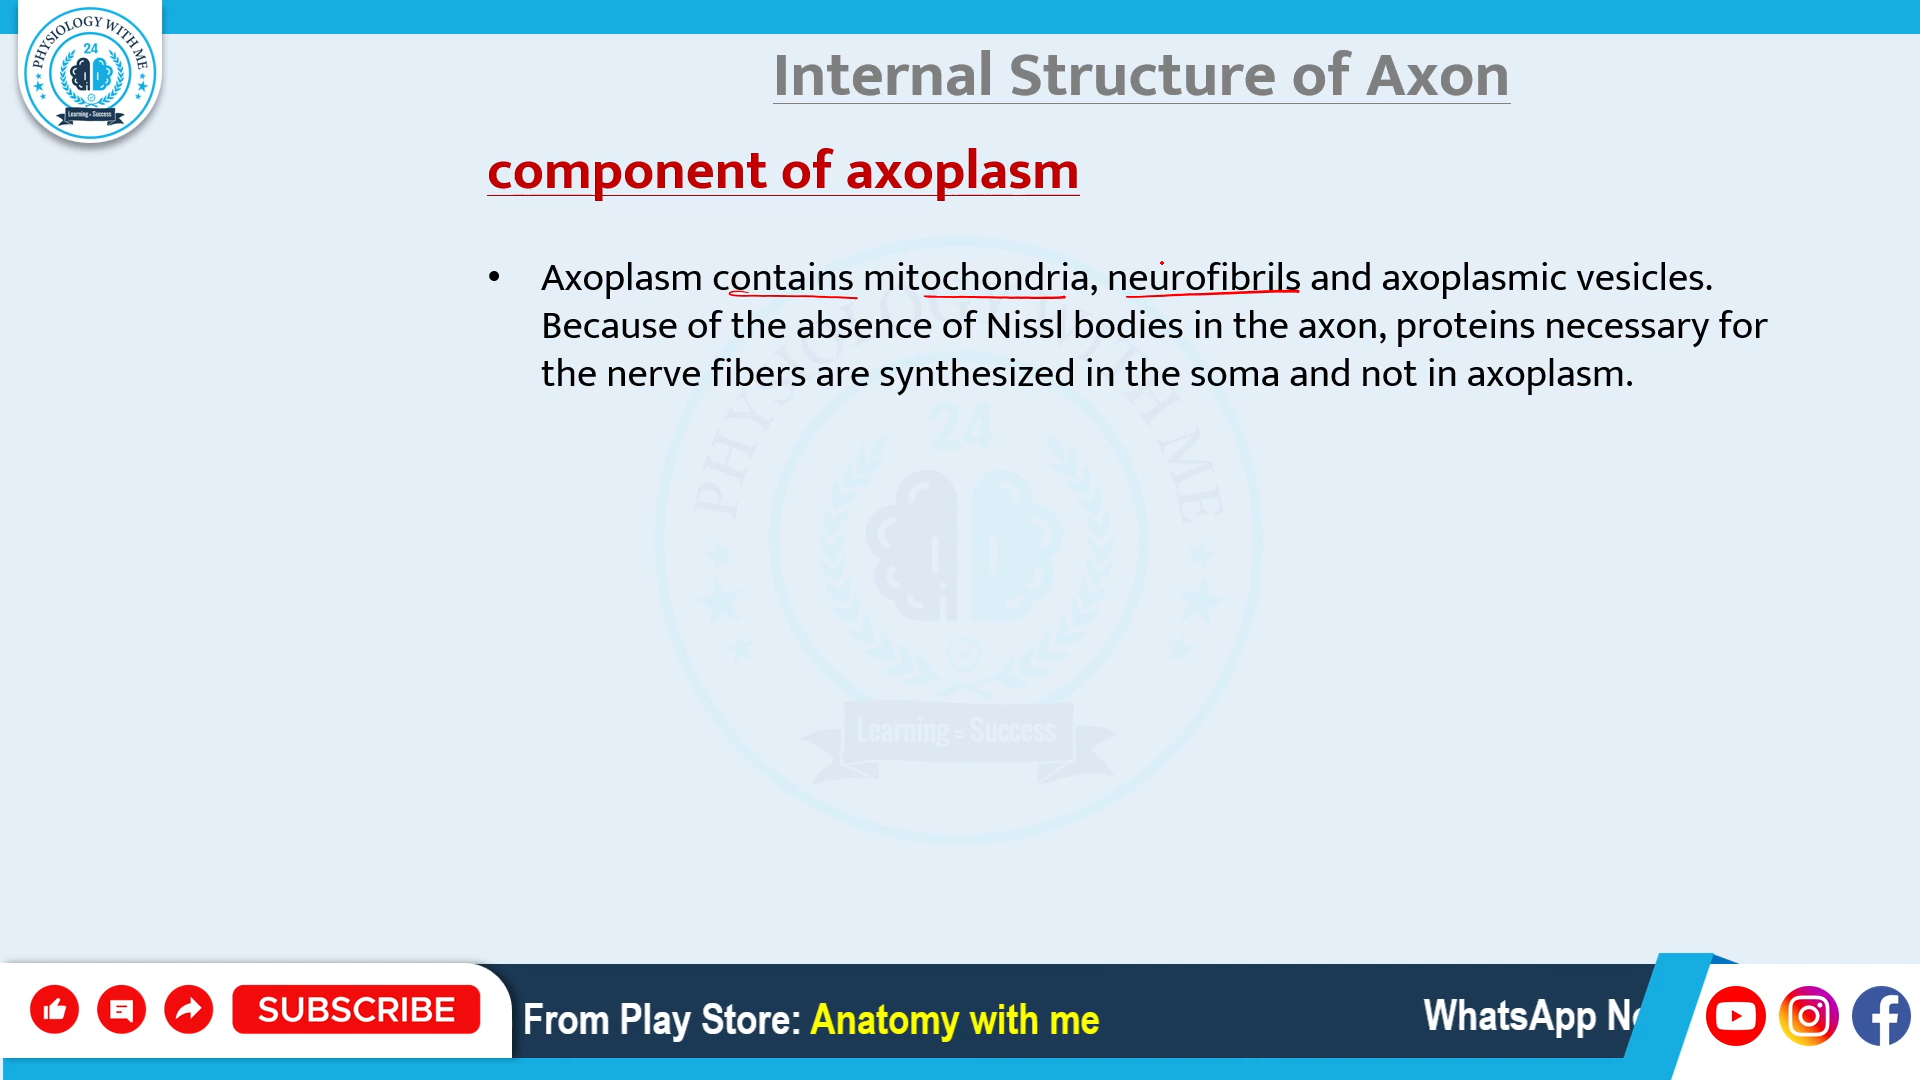 PHYSIOLOGY WITH ME
24
Learning = Success
Internal Structure of Axon
component of axoplasm
• Axoplasm contains mitochondria, neurofibrils and axoplasmic vesicles.
Because of the absence of Nissl bodies in the axon, proteins necessary for
the nerve fibers are synthesized in the soma and not in axoplasm.
PHYSIOLOGY WITH ME
24
Learning = Success
SUBSCRIBE
From Play Store: Anatomy with me
WhatsApp